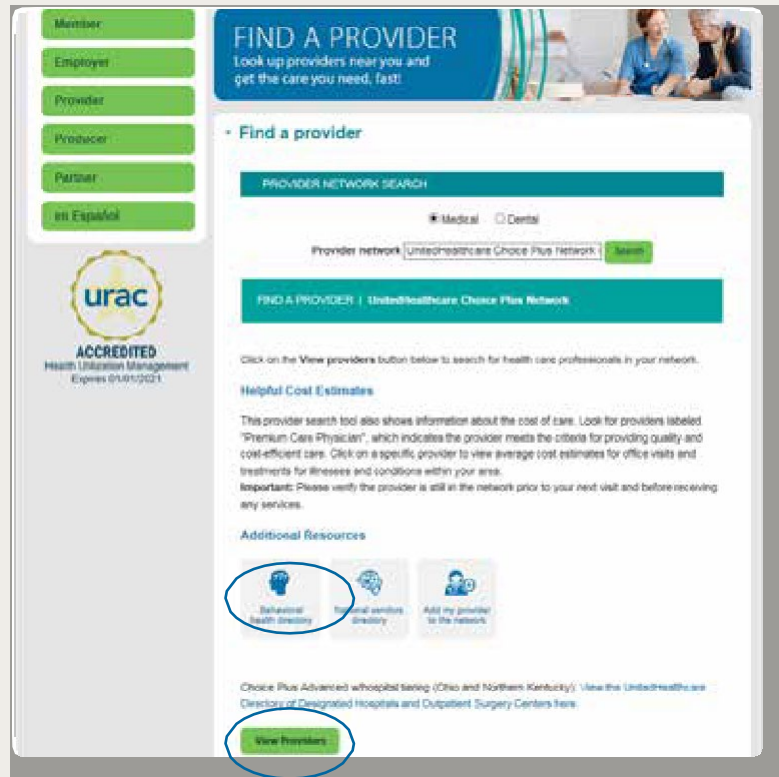 Member
Employer
Provider
Producer
Partner
en Español
urac
ACCREDITED
Health Utilization Management
Expires 01/01/2021
FIND A PROVIDER
Look up providers near you and
get the care you need, fast!
Find a provider
PROVIDER NETWORK SEARCH
Medical Dental
Provider network UnitedHealthcare Choice Plus Network Search
FIND A PROVIDER | UnitedHealthcare Choice Plus Network
Click on the View providers button below to search for health care professionals in your network.
Helpful Cost Estimates
This provider search tool also shows information about the cost of care. Look for providers labeled
"Premium Care Physician", which indicates the provider meets the criteria for providing quality and
cost-efficient care. Click on a specific provider to view average cost estimates for office visits and
treatments for illnesses and conditions within your area.
Important: Please verify the provider is still in the network prior to your next visit and before receiving
any services.
Additional Resources
Behavioral
health directory
National vendors
directory
Add my provider
to the network
Choice Plus Advanced w/hospital tiering (Ohio and Northern Kentucky): View the UnitedHealthcare
Directory of Designated Hospitals and Outpatient Surgery Centers here.
View Providers